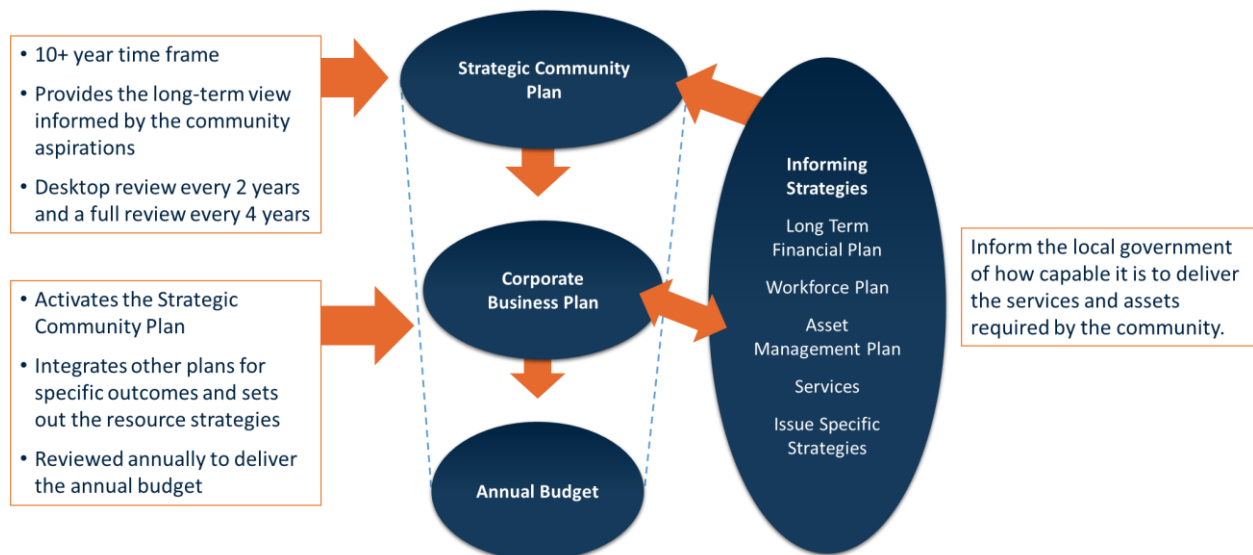 • 10+ year time frame
• Provides the long-term view
informed by the community
aspirations
• Desktop review every 2 years
and a full review every 4 years
• Activates the Strategic
Community Plan
• Integrates other plans for
specific outcomes and sets
out the resource strategies
• Reviewed annually to deliver
the annual budget
Strategic Community
Plan
Corporate
Business Plan
Annual Budget
Informing
Strategies
Long Term
Financial Plan
Workforce Plan
Asset
Management Plan
Services
Issue Specific
Strategies
Inform the local government
of how capable it is to deliver
the services and assets
required by the community.